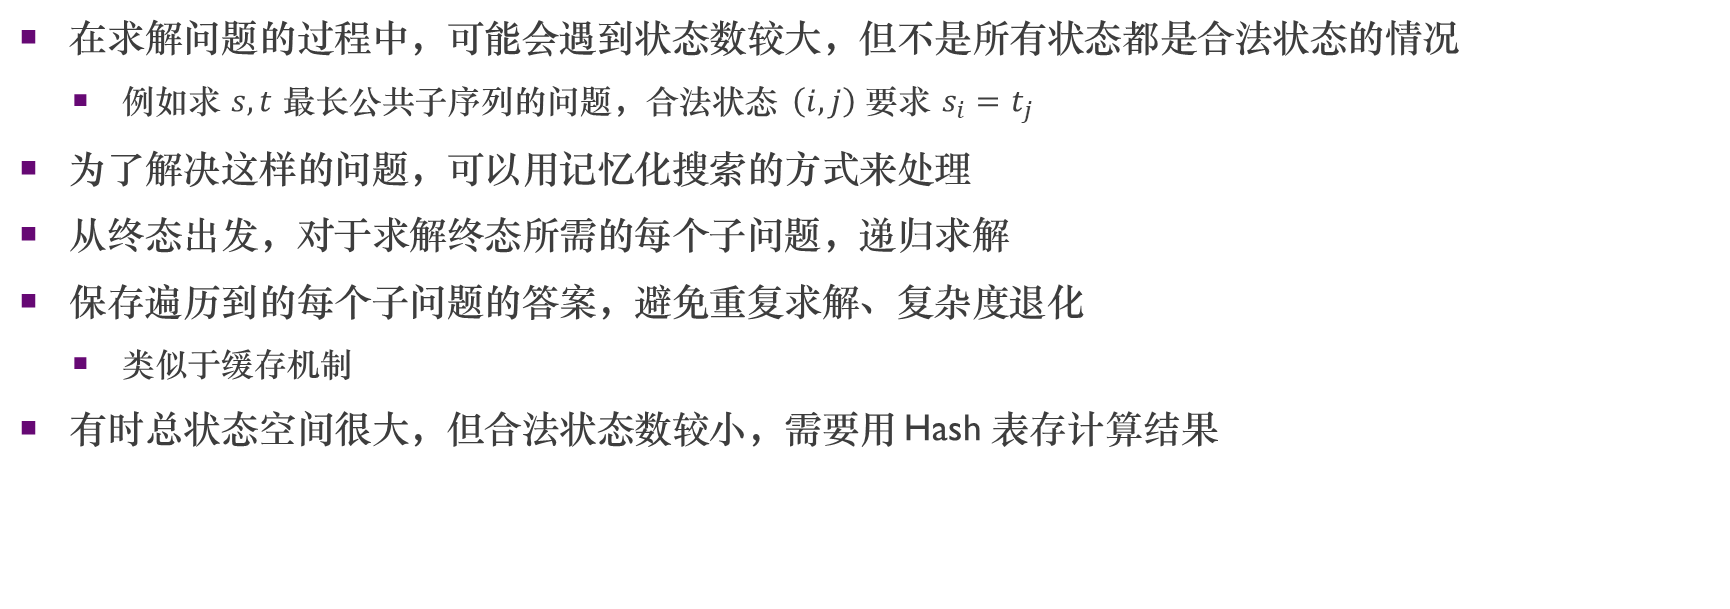 ▪ 在求解问题的过程中，可能会遇到状态数较大，但不是所有状态都是合法状态的情况
▪ 例如求 s, t 最长公共子序列的问题，合法状态 (i, j) 要求 sᵢ = tⱼ
▪ 为了解决这样的问题，可以用记忆化搜索的方式来处理
▪ 从终态出发，对于求解终态所需的每个子问题，递归求解
▪ 保存遍历到的每个子问题的答案，避免重复求解、复杂度退化
▪ 类似于缓存机制
▪ 有时总状态空间很大，但合法状态数较小，需要用 Hash 表存计算结果